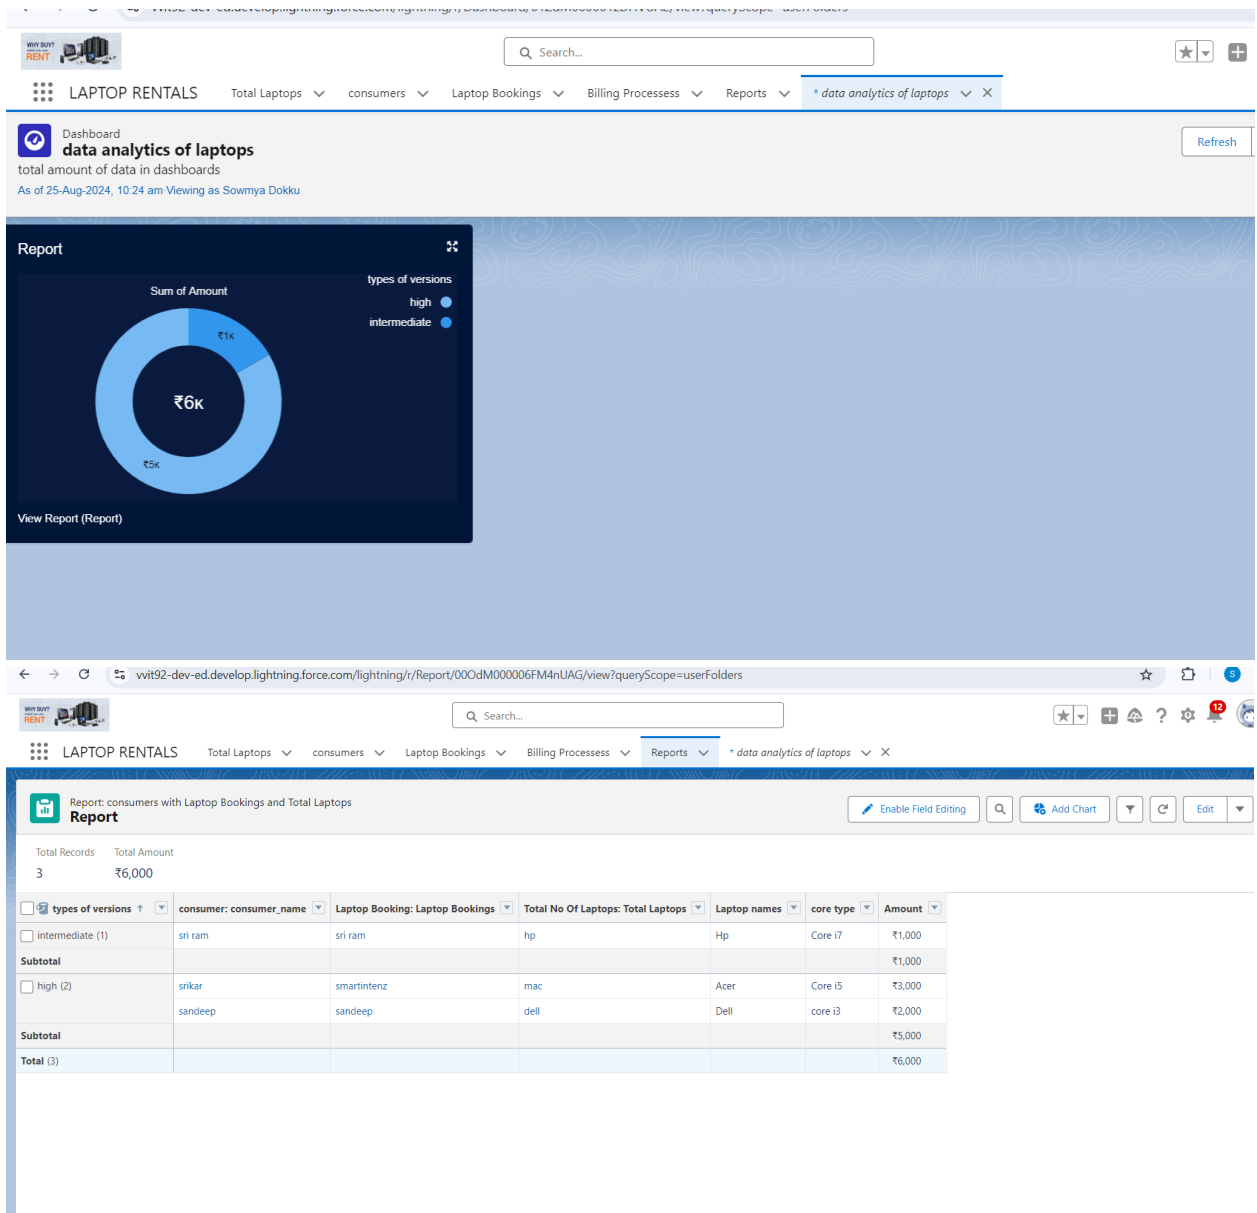 WHY BUY?
RENT
Search...
LAPTOP RENTALS
Total Laptops
consumers
Laptop Bookings
Billing Processess
Reports
* data analytics of laptops
Dashboard
data analytics of laptops
total amount of data in dashboards
As of 25-Aug-2024, 10:24 am·Viewing as Sowmya Dokku
Refresh
Report
types of versions
Sum of Amount
high
intermediate
₹1K
₹6K
₹5K
View Report (Report)
vvit92-dev-ed.develop.lightning.force.com/lightning/r/Report/00OdM000006FM4nUAG/view?queryScope=userFolders
S
WHY BUY?
RENT
Search...
12
LAPTOP RENTALS
Total Laptops
consumers
Laptop Bookings
Billing Processess
Reports
* data analytics of laptops
Report: consumers with Laptop Bookings and Total Laptops
Report
Enable Field Editing
Add Chart
Edit
Total Records Total Amount
3 ₹6,000
types of versions ↑ consumer: consumer_name Laptop Booking: Laptop Bookings Total No Of Laptops: Total Laptops Laptop names core type Amount
intermediate (1) sri ram sri ram hp Hp Core i7 ₹1,000
Subtotal ₹1,000
high (2) srikar smartintenz mac Acer Core i5 ₹3,000
sandeep sandeep dell Dell core i3 ₹2,000
Subtotal ₹5,000
Total (3) ₹6,000